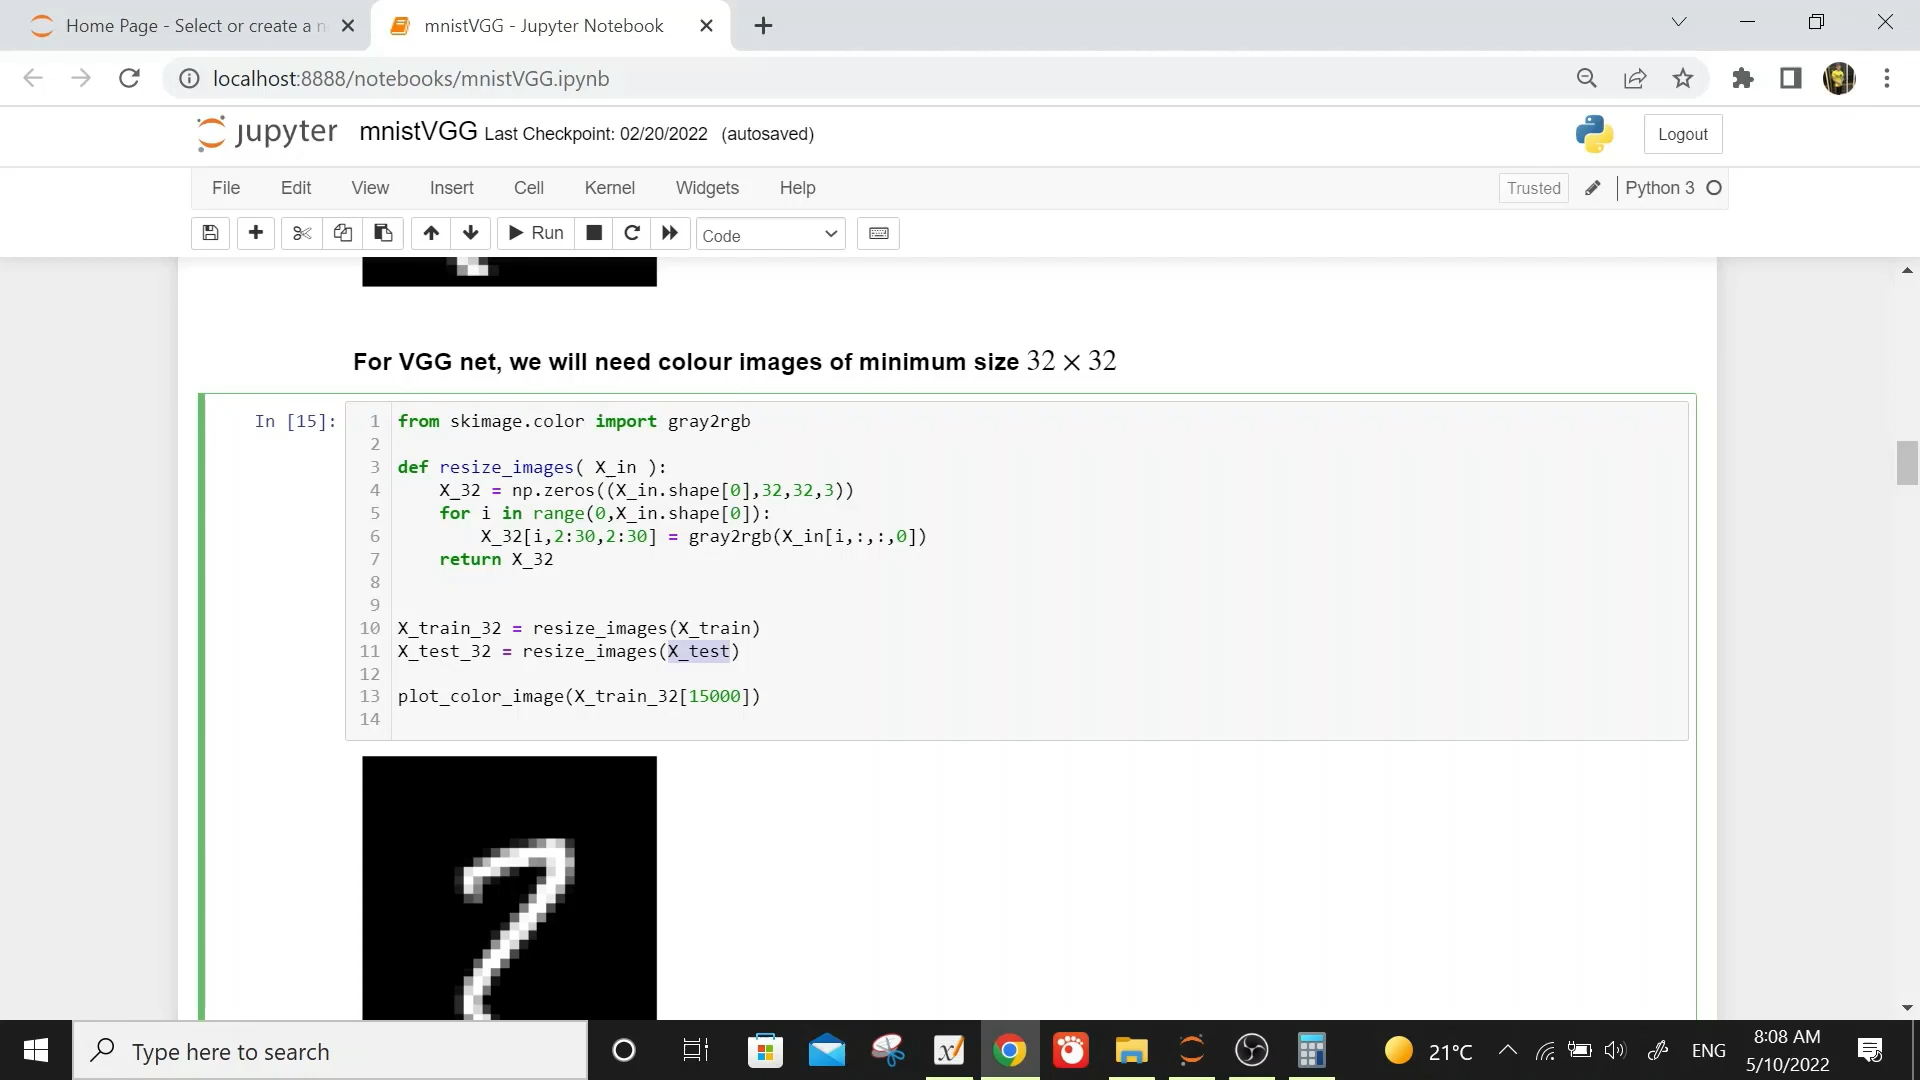 Home Page - Select or create a n
mnistVGG - Jupyter Notebook
localhost:8888/notebooks/mnistVGG.ipynb
jupyter mnistVGG Last Checkpoint: 02/20/2022 (autosaved)
Logout
File Edit View Insert Cell Kernel Widgets Help
Trusted
Python 3
Run
Code
For VGG net, we will need colour images of minimum size 32 × 32
In [15]:
1 from skimage.color import gray2rgb
2
3 def resize_images( X_in ):
4     X_32 = np.zeros((X_in.shape[0],32,32,3))
5     for i in range(0,X_in.shape[0]):
6         X_32[i,2:30,2:30] = gray2rgb(X_in[i,:,:,0])
7     return X_32
8
9
10 X_train_32 = resize_images(X_train)
11 X_test_32 = resize_images(X_test)
12
13 plot_color_image(X_train_32[15000])
14
Type here to search
21°C
ENG
8:08 AM
5/10/2022